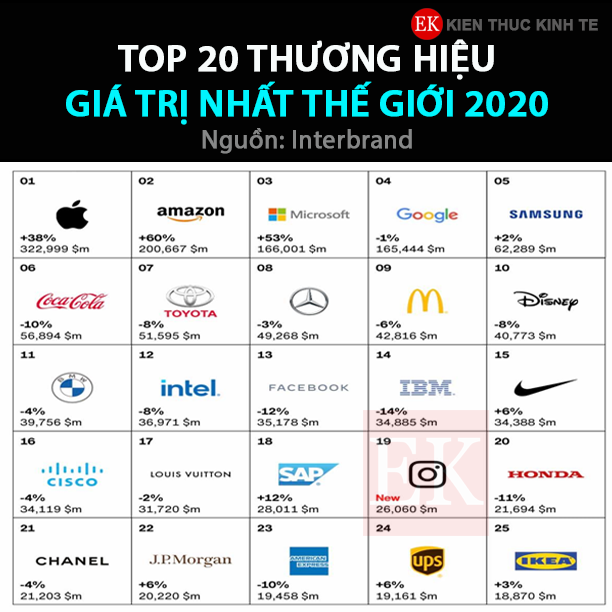 EK KIEN THUC KINH TE
TOP 20 THƯƠNG HIỆU
GIÁ TRỊ NHẤT THẾ GIỚI 2020
Nguồn: Interbrand
01
+38%
322,999 $m
02
amazon
+60%
200,667 $m
03
Microsoft
+53%
166,001 $m
04
Google
-1%
165,444 $m
05
SAMSUNG
+2%
62,289 $m
06
Coca-Cola
-10%
56,894 $m
07
TOYOTA
-8%
51,595 $m
08
-3%
49,268 $m
09
M
-6%
42,816 $m
10
Disney
-8%
40,773 $m
11
BMW
-4%
39,756 $m
12
intel.
-8%
36,971 $m
13
FACEBOOK
-12%
35,178 $m
14
IBM
-14%
34,885 $m
15
+6%
34,388 $m
16
CISCO
-4%
34,119 $m
17
LOUIS VUITTON
-2%
31,720 $m
18
SAP
+12%
28,011 $m
19
New
26,060 $m
20
HONDA
-11%
21,694 $m
EK
21
CHANEL
-4%
21,203 $m
22
J.P.Morgan
+6%
20,220 $m
23
AMERICAN
EXPRESS
-10%
19,458 $m
24
ups
+6%
19,161 $m
25
IKEA
+3%
18,870 $m